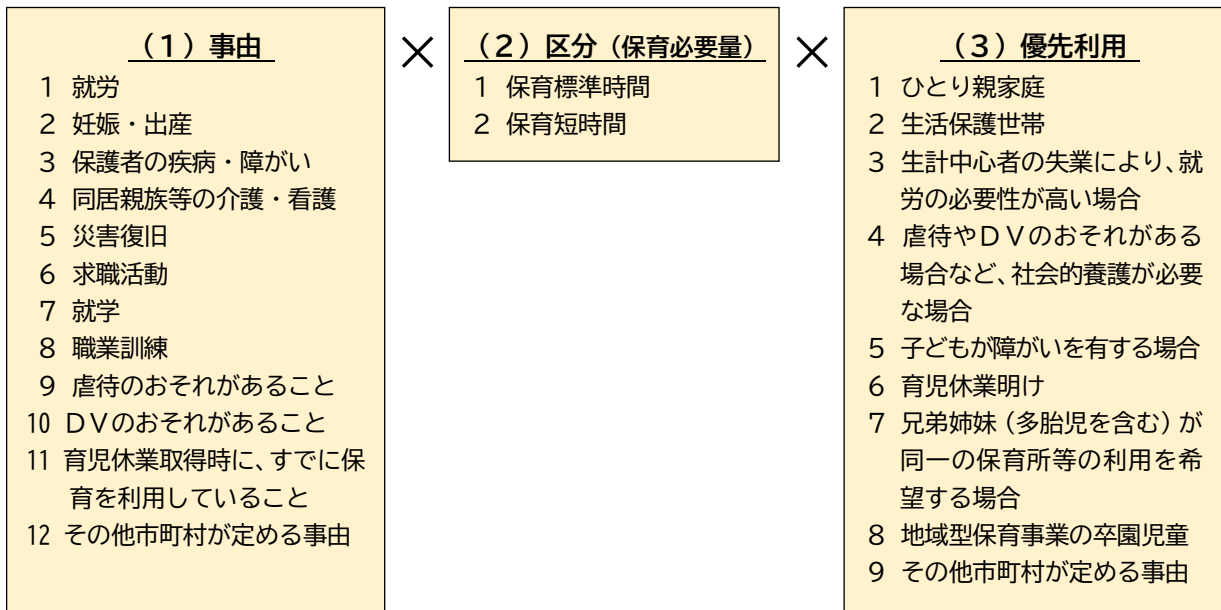 （１）事由
1 就労
2 妊娠・出産
3 保護者の疾病・障がい
4 同居親族等の介護・看護
5 災害復旧
6 求職活動
7 就学
8 職業訓練
9 虐待のおそれがあること
10 ＤＶのおそれがあること
11 育児休業取得時に、すでに保
育を利用していること
12 その他市町村が定める事由
×
（２）区分（保育必要量）
1 保育標準時間
2 保育短時間
×
（３）優先利用
1 ひとり親家庭
2 生活保護世帯
3 生計中心者の失業により、就
労の必要性が高い場合
4 虐待やＤＶのおそれがある
場合など、社会的養護が必要
な場合
5 子どもが障がいを有する場合
6 育児休業明け
7 兄弟姉妹（多胎児を含む）が
同一の保育所等の利用を希
望する場合
8 地域型保育事業の卒園児童
9 その他市町村が定める事由